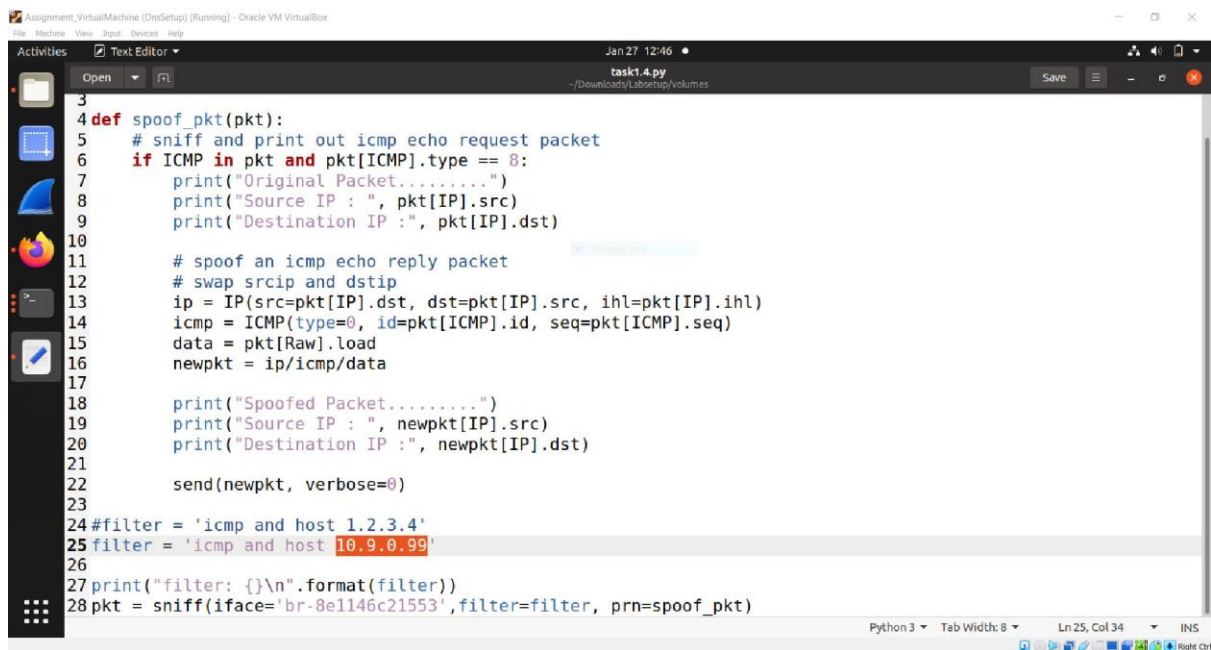 Assignment_VirtualMachine (DnsSetup) [Running] - Oracle VM VirtualBox
File Machine View Input Devices Help
Activities Text Editor Jan 27 12:46
Open task1.4.py Save
~/Downloads/Labsetup/volumes
3
4 def spoof_pkt(pkt):
5     # sniff and print out icmp echo request packet
6     if ICMP in pkt and pkt[ICMP].type == 8:
7         print("Original Packet.........")
8         print("Source IP : ", pkt[IP].src)
9         print("Destination IP :", pkt[IP].dst)
10
11         # spoof an icmp echo reply packet
12         # swap srcip and dstip
13         ip = IP(src=pkt[IP].dst, dst=pkt[IP].src, ihl=pkt[IP].ihl)
14         icmp = ICMP(type=0, id=pkt[ICMP].id, seq=pkt[ICMP].seq)
15         data = pkt[Raw].load
16         newpkt = ip/icmp/data
17
18         print("Spoofed Packet.........")
19         print("Source IP : ", newpkt[IP].src)
20         print("Destination IP :", newpkt[IP].dst)
21
22         send(newpkt, verbose=0)
23
24 #filter = 'icmp and host 1.2.3.4'
25 filter = 'icmp and host 10.9.0.99'
26
27 print("filter: {}\n".format(filter))
28 pkt = sniff(iface='br-8e1146c21553',filter=filter, prn=spoof_pkt)
Python 3 Tab Width: 8 Ln 25, Col 34 INS
Right Ctrl